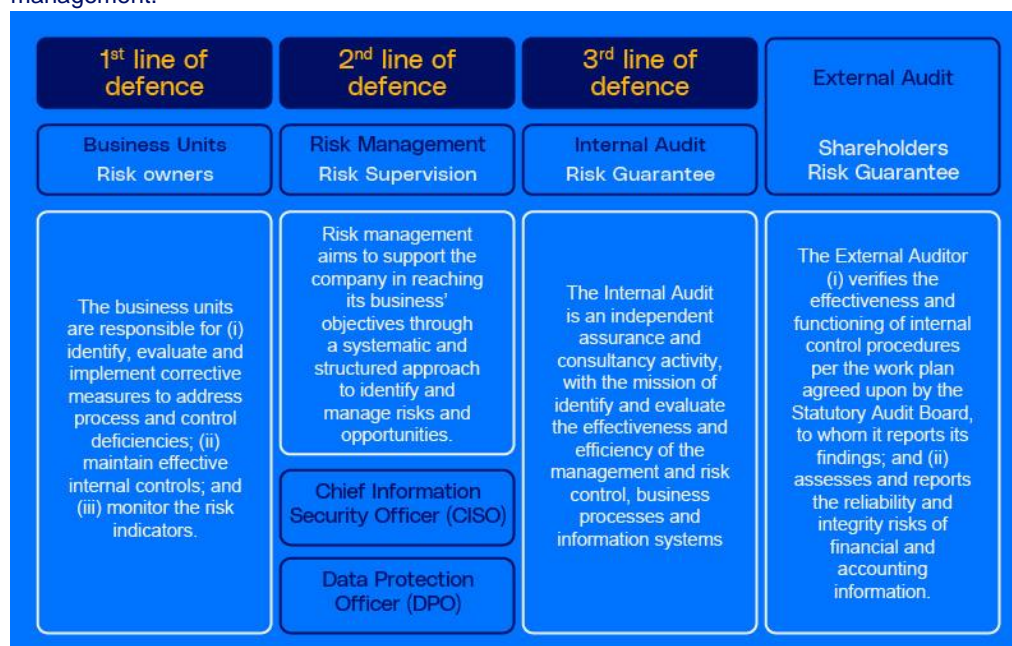 management.
1st line of
defence
2nd line of
defence
3rd line of
defence
External Audit
Shareholders
Risk Guarantee
Business Units
Risk owners
Risk Management
Risk Supervision
Internal Audit
Risk Guarantee
The business units
are responsible for (i)
identify, evaluate and
implement corrective
measures to address
process and control
deficiencies; (ii)
maintain effective
internal controls; and
(iii) monitor the risk
indicators.
Risk management
aims to support the
company in reaching
its business’
objectives through
a systematic and
structured approach
to identify and
manage risks and
opportunities.
Chief Information
Security Officer (CISO)
Data Protection
Officer (DPO)
The Internal Audit
is an independent
assurance and
consultancy activity,
with the mission of
identify and evaluate
the effectiveness and
efficiency of the
management and risk
control, business
processes and
information systems
The External Auditor
(i) verifies the
effectiveness and
functioning of internal
control procedures
per the work plan
agreed upon by the
Statutory Audit Board,
to whom it reports its
findings; and (ii)
assesses and reports
the reliability and
integrity risks of
financial and
accounting
information.